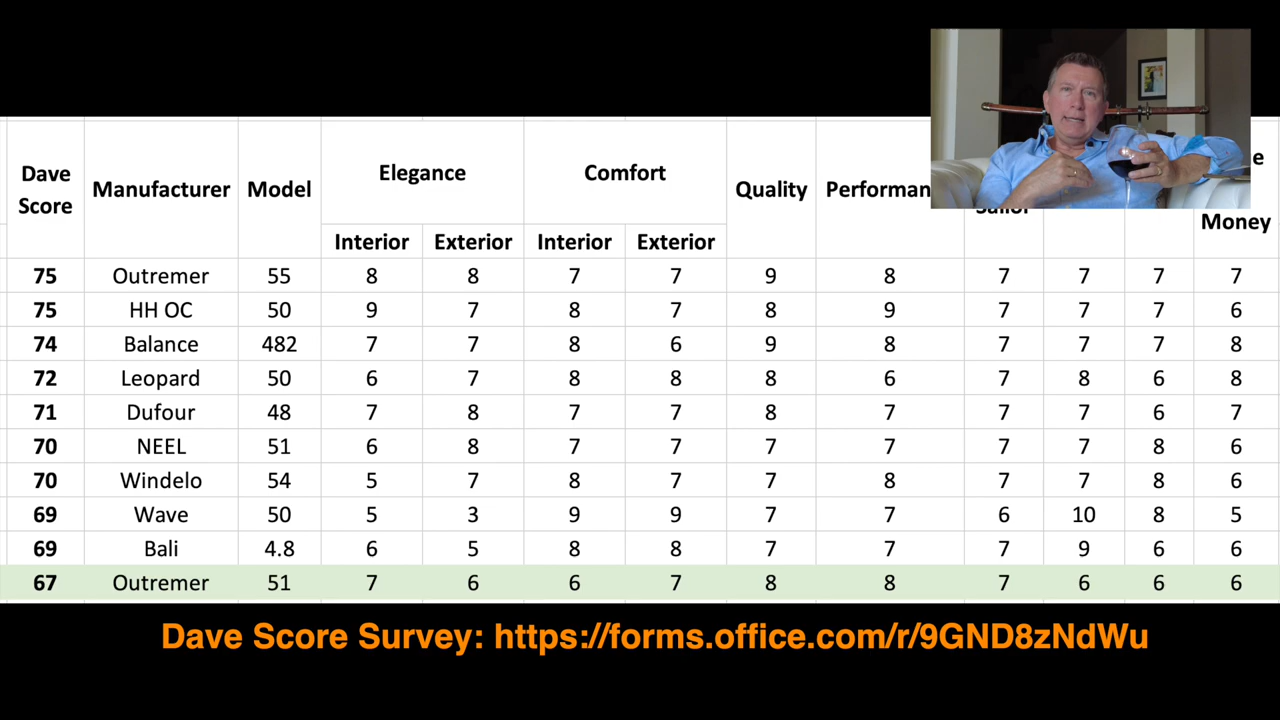 Dave Score Manufacturer Model Elegance Comfort Quality Money
Interior Exterior Interior Exterior
75 Outremer 55 8 8 7 7 9 8 7 7 7 7
75 HH OC 50 9 7 8 7 8 9 7 7 7 6
74 Balance 482 7 7 8 6 9 8 7 7 7 8
72 Leopard 50 6 7 8 8 8 6 7 8 6 8
71 Dufour 48 7 8 7 7 8 7 7 7 6 7
70 NEEL 51 6 8 7 7 7 7 7 7 8 6
70 Windelo 54 5 7 8 7 7 8 7 7 8 6
69 Wave 50 5 3 9 9 7 7 6 10 8 5
69 Bali 4.8 6 5 8 8 7 7 7 9 6 6
67 Outremer 51 7 6 6 7 8 8 7 6 6 6
Dave Score Survey: https://forms.office.com/r/9GND8zNdWu